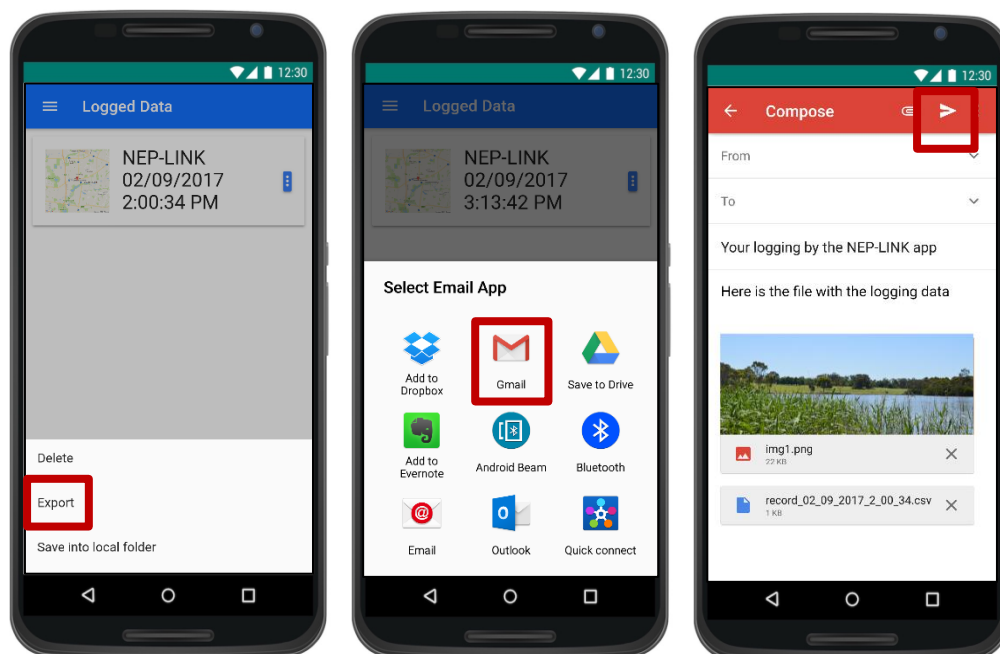 12:30
Logged Data
NEP-LINK
02/09/2017
2:00:34 PM
Delete
Export
Save into local folder
12:30
Logged Data
NEP-LINK
02/09/2017
3:13:42 PM
Select Email App
Add to
Dropbox
Gmail
Save to Drive
Add to
Evernote
Android Beam
Bluetooth
Email
Outlook
Quick connect
12:30
Compose
From
To
Your logging by the NEP-LINK app
Here is the file with the logging data
img1.png
22 KB
record_02_09_2017_2_00_34.csv
1 KB